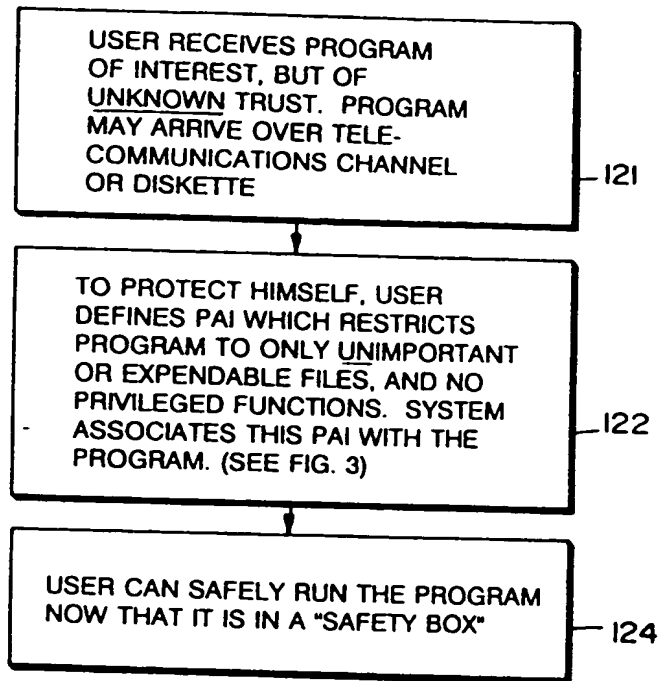 USER RECEIVES PROGRAM
OF INTEREST, BUT OF
UNKNOWN TRUST. PROGRAM
MAY ARRIVE OVER TELE-
COMMUNICATIONS CHANNEL
OR DISKETTE
121
TO PROTECT HIMSELF, USER
DEFINES PAI WHICH RESTRICTS
PROGRAM TO ONLY UNIMPORTANT
OR EXPENDABLE FILES, AND NO
PRIVILEGED FUNCTIONS. SYSTEM
ASSOCIATES THIS PAI WITH THE
PROGRAM. (SEE FIG. 3)
122
USER CAN SAFELY RUN THE PROGRAM
NOW THAT IT IS IN A "SAFETY BOX"
124